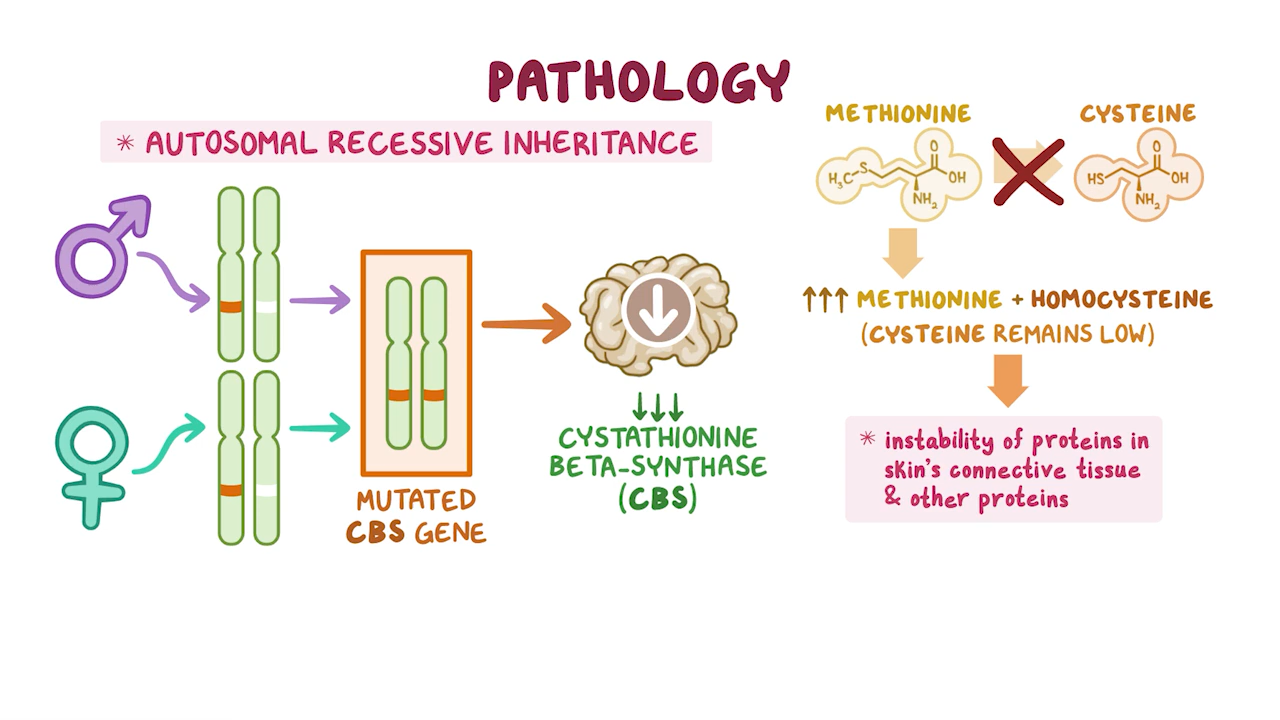 PATHOLOGY
* AUTOSOMAL RECESSIVE INHERITANCE
MUTATED
CBS GENE
↓↓↓
CYSTATHIONINE
BETA-SYNTHASE
(CBS)
METHIONINE
H₃C S O OH NH₂
CYSTEINE
HS O OH NH₂
↑↑↑ METHIONINE + HOMOCYSTEINE
(CYSTEINE REMAINS LOW)
* instability of proteins in
skin's connective tissue
& other proteins